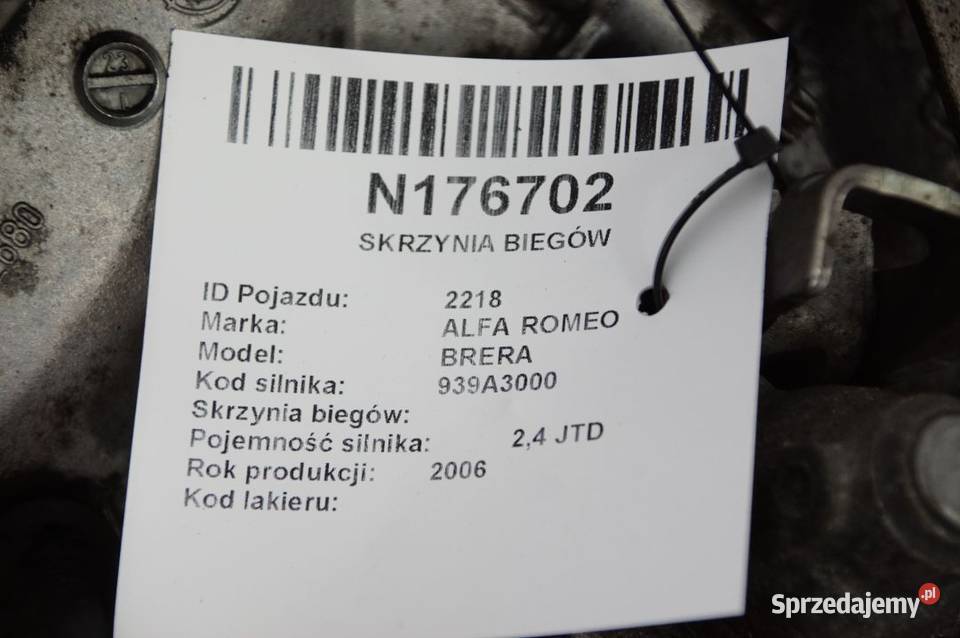 N176702
SKRZYNIA BIEGÓW
ID Pojazdu: 2218
Marka: ALFA ROMEO
Model: BRERA
Kod silnika: 939A3000
Skrzynia biegów:
Pojemność silnika: 2,4 JTD
Rok produkcji: 2006
Kod lakieru:
Sprzedajemy.pl